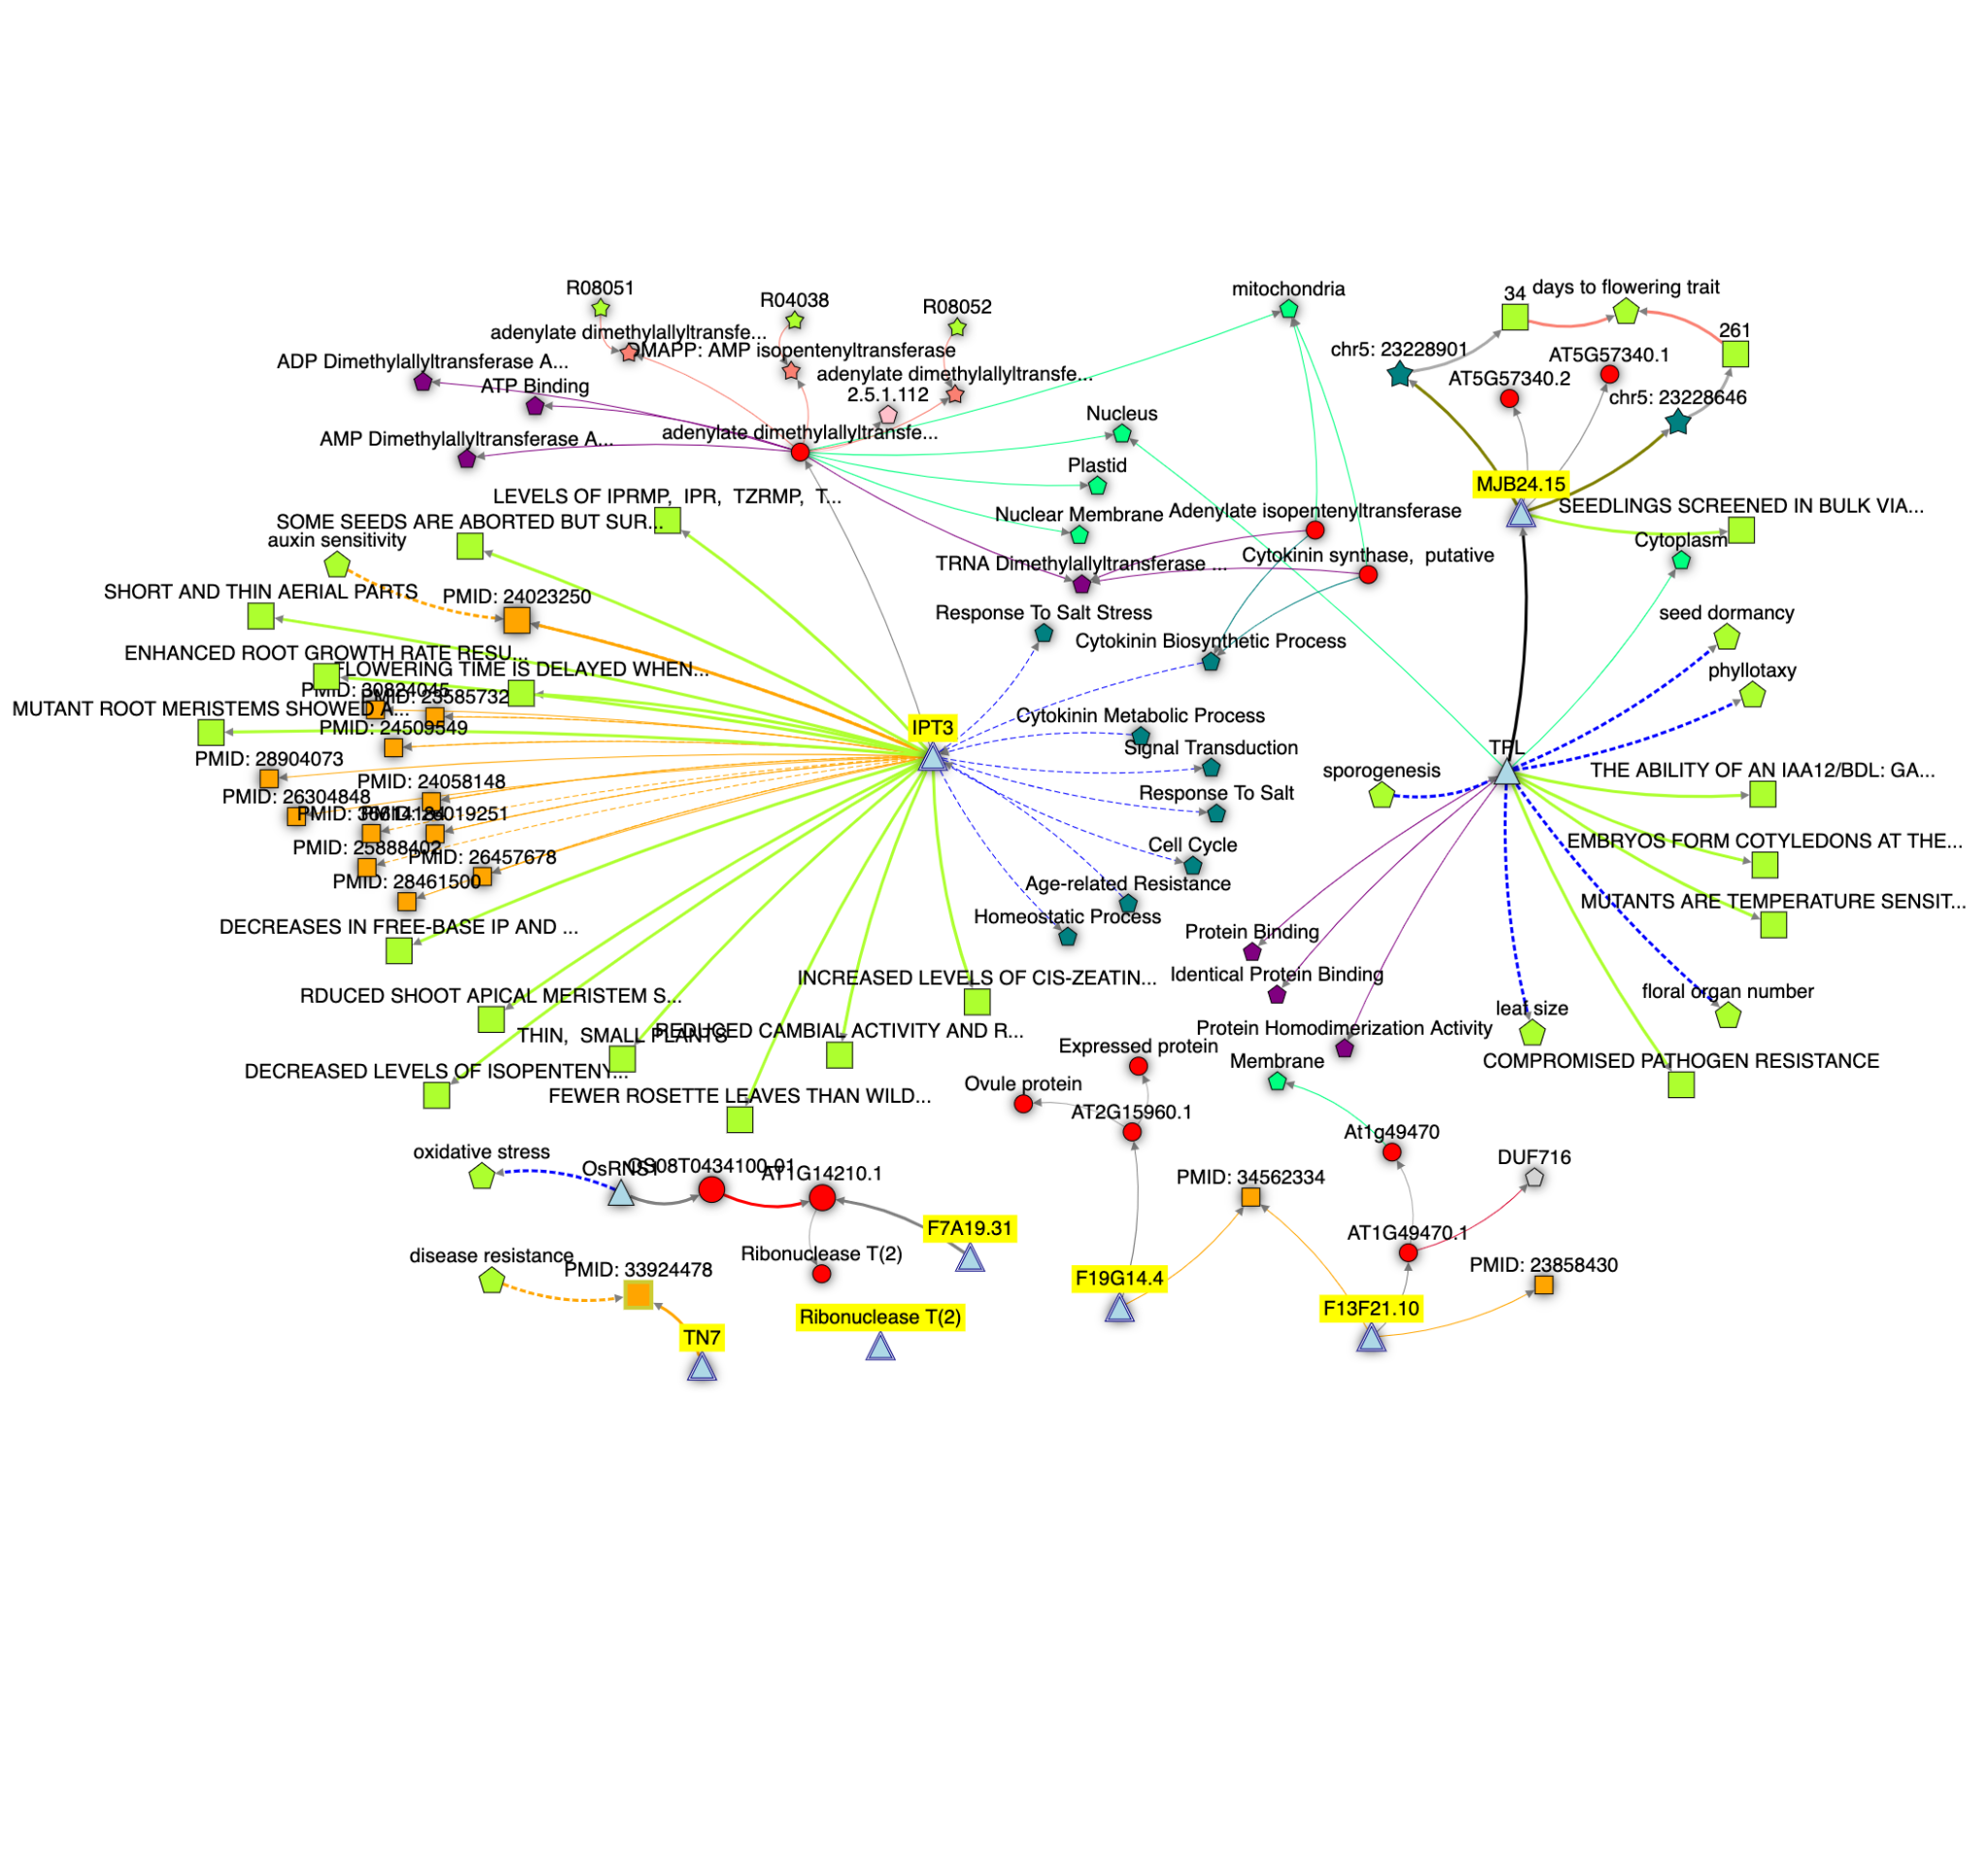 R08051
mitochondria
days to flowering trait
34
R04038
R08052
adenylate dimethylallyltransfe...
261
chr5: 23228901
DMAPP: AMP isopentenyltransferase
AT5G57340.1
ADP Dimethylallyltransferase A...
adenylate dimethylallyltransfe...
AT5G57340.2
ATP Binding
2.5.1.112
chr5: 23228646
Nucleus
adenylate dimethylallyltransfe...
AMP Dimethylallyltransferase A...
Plastid
MJB24.15
LEVELS OF IPRMP,  IPR,  TZRMP,  T...
SEEDLINGS SCREENED IN BULK VIA...
Nuclear Membrane
Adenylate isopentenyltransferase
SOME SEEDS ARE ABORTED BUT SUR...
auxin sensitivity
Cytoplasm
Cytokinin synthase,  putative
TRNA Dimethylallyltransferase ...
SHORT AND THIN AERIAL PARTS
PMID: 24023250
Response To Salt Stress
seed dormancy
Cytokinin Biosynthetic Process
ENHANCED ROOT GROWTH RATE RESU...
FLOWERING TIME IS DELAYED WHEN...
phyllotaxy
PMID: 30824045
PMID: 23585732
MUTANT ROOT MERISTEMS SHOWED A...
Cytokinin Metabolic Process
PMID: 24509549
IPT3
Signal Transduction
TPL
PMID: 28904073
sporogenesis
THE ABILITY OF AN IAA12/BDL: GA...
PMID: 24058148
Response To Salt
PMID: 26304848
EMBRYOS FORM COTYLEDONS AT THE...
Cell Cycle
PMID: 25888402
PMID: 26457678
PMID: 28461500
Age-related Resistance
MUTANTS ARE TEMPERATURE SENSIT...
Homeostatic Process
DECREASES IN FREE-BASE IP AND ...
Protein Binding
Identical Protein Binding
INCREASED LEVELS OF CIS-ZEATIN...
floral organ number
RDUCED SHOOT APICAL MERISTEM S...
leaf size
Protein Homodimerization Activity
THIN,  SMALL PLANTS
REDUCED CAMBIAL ACTIVITY AND R...
Expressed protein
Membrane
COMPROMISED PATHOGEN RESISTANCE
DECREASED LEVELS OF ISOPENTENY...
Ovule protein
FEWER ROSETTE LEAVES THAN WILD...
AT2G15960.1
At1g49470
oxidative stress
DUF716
OsRNS1
OS08T0434100-01
AT1G14210.1
PMID: 34562334
F7A19.31
AT1G49470.1
disease resistance
Ribonuclease T(2)
PMID: 33924478
PMID: 23858430
F19G14.4
F13F21.10
Ribonuclease T(2)
TN7